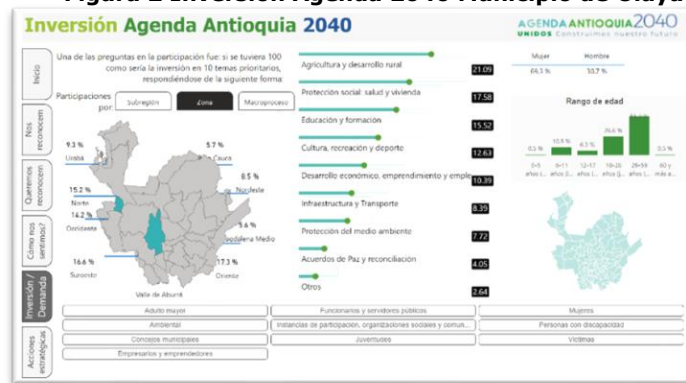 Inversión Agenda Antioquia 2040
AGENDA ANTIOQUIA 2040
UNIDOS Construimos nuestro futuro
Una de las preguntas en la participación fue: si se tuviera 100
como sería la inversión en 10 temas prioritarios,
respondiéndose de la siguiente forma
Participaciones
por:
Subregión
Zona
Macroproceso
Inicio
Nos
reconocem
Queremos
reconocem
Cómo nos
sentimos?
Inversión /
Demanda
Acciones
estratégicas
9.3 %
Urabá
5.7 %
Cauca
8.5 %
Nordeste
15.2 %
Norte
14.2 %
Occidente
Magdalena Medio
16.6 %
Suroeste
17.3 %
Oriente
Valle de Aburrá
Agricultura y desarrollo rural
21.09
Protección social: salud y vivienda
17.58
Educación y formación
15.52
Cultura, recreación y deporte
12.63
Desarrollo económico, emprendimiento y emple
10.39
Infraestructura y Transporte
8.39
Protección del medio ambiente
7.72
Acuerdos de Paz y reconciliación
4.05
Otros
2.64
Mujer
Hombre
Rango de edad
Adulto mayor
Funcionarios y servidores públicos
Mujeres
Ambiental
Instancias de participación, organizaciones sociales y comun...
Personas con discapacidad
Concejos municipales
Juventudes
Víctimas
Empresarios y emprendedores